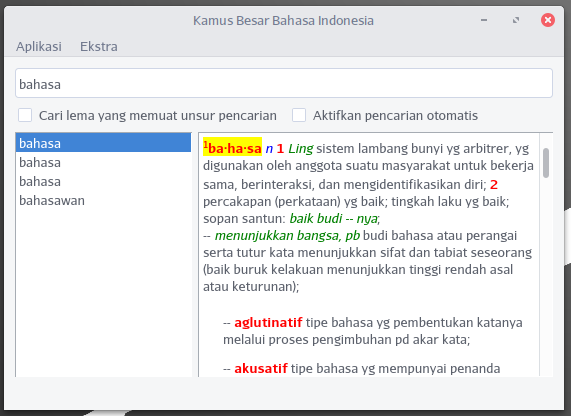 Kamus Besar Bahasa Indonesia
Aplikasi Ekstra
bahasa
Cari lema yang memuat unsur pencarian Aktifkan pencarian otomatis
bahasa
bahasa
bahasa
bahasawan
¹ba·ha·sa n 1 Ling sistem lambang bunyi yg arbitrer, yg
digunakan oleh anggota suatu masyarakat untuk bekerja
sama, berinteraksi, dan mengidentifikasikan diri; 2
percakapan (perkataan) yg baik; tingkah laku yg baik;
sopan santun: baik budi -- nya;
-- menunjukkan bangsa, pb budi bahasa atau perangai
serta tutur kata menunjukkan sifat dan tabiat seseorang
(baik buruk kelakuan menunjukkan tinggi rendah asal
atau keturunan);
-- aglutinatif tipe bahasa yg pembentukan katanya
melalui proses pengimbuhan pd akar kata;
-- akusatif tipe bahasa yg mempunyai penanda